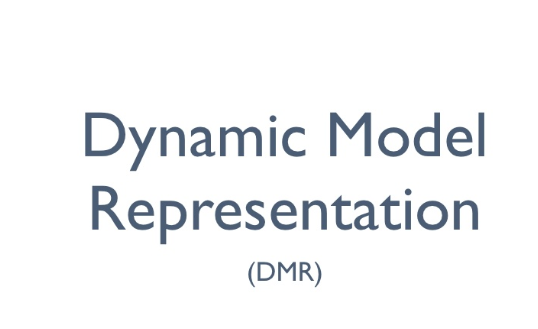 Dynamic Model
Representation
(DMR)